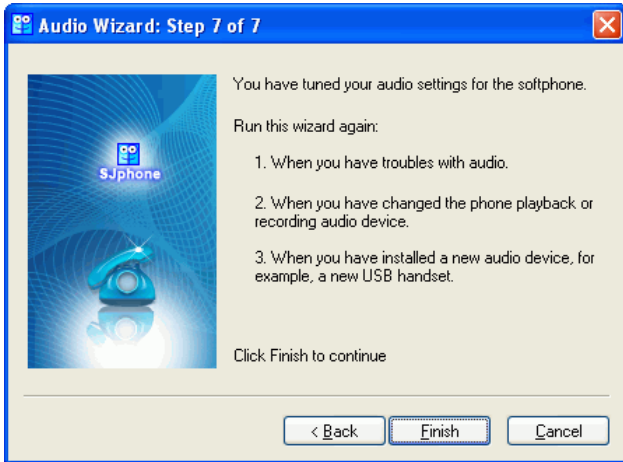 Audio Wizard: Step 7 of 7
You have tuned your audio settings for the softphone.
Run this wizard again:
1. When you have troubles with audio.
2. When you have changed the phone playback or
recording audio device.
3. When you have installed a new audio device, for
example, a new USB handset.
SJphone
Click Finish to continue
< Back
Finish
Cancel